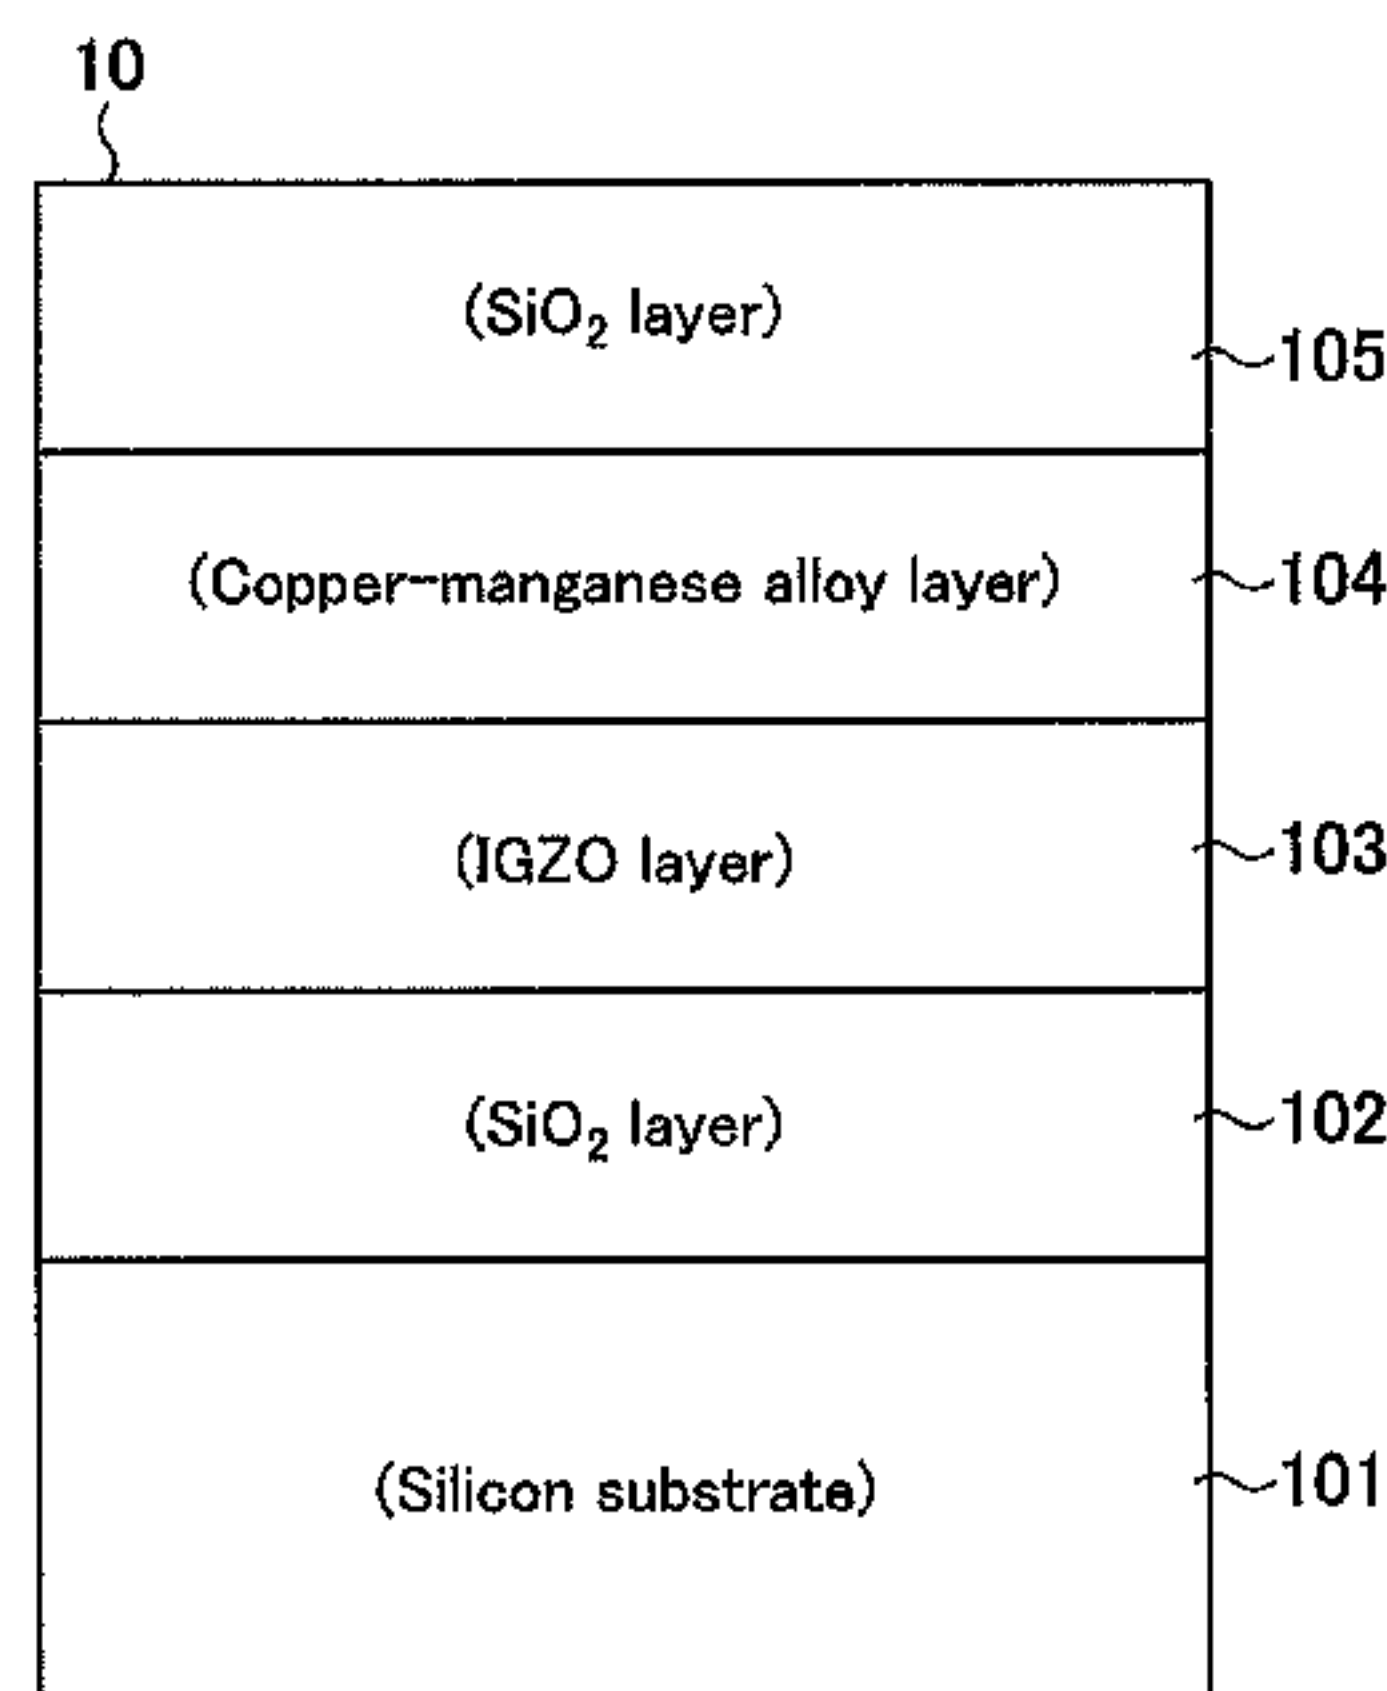 10
(SiO₂ layer)
105
(Copper-manganese alloy layer)
104
(IGZO layer)
103
(SiO₂ layer)
102
(Silicon substrate)
101